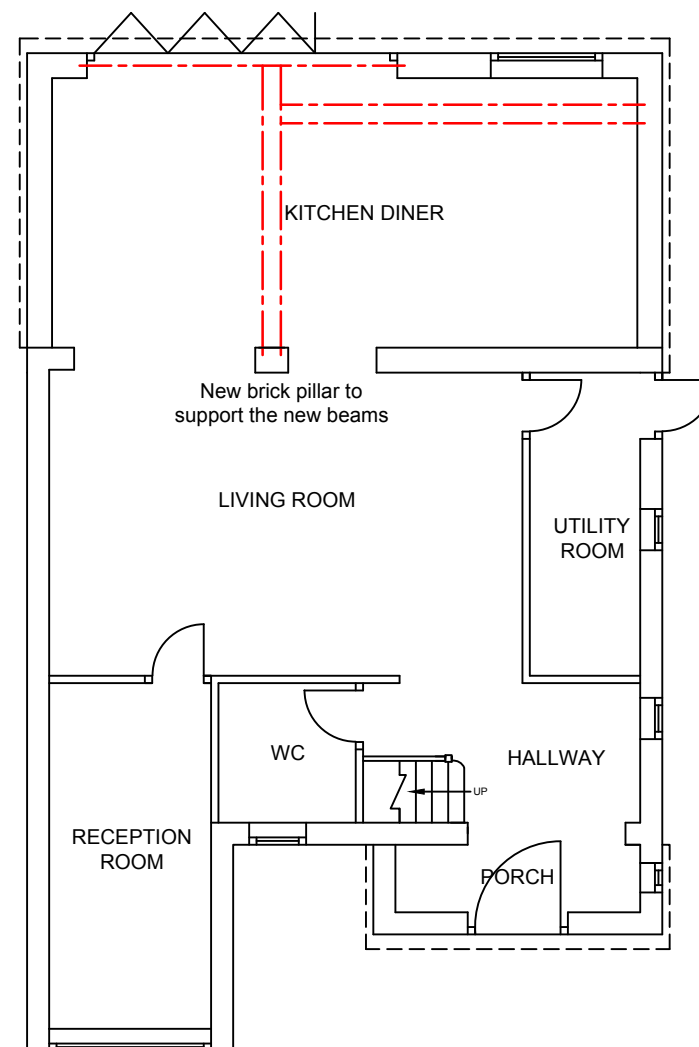 KITCHEN DINER
New brick pillar to
support the new beams
LIVING ROOM
UTILITY
ROOM
WC
HALLWAY
UP
RECEPTION
ROOM
PORCH